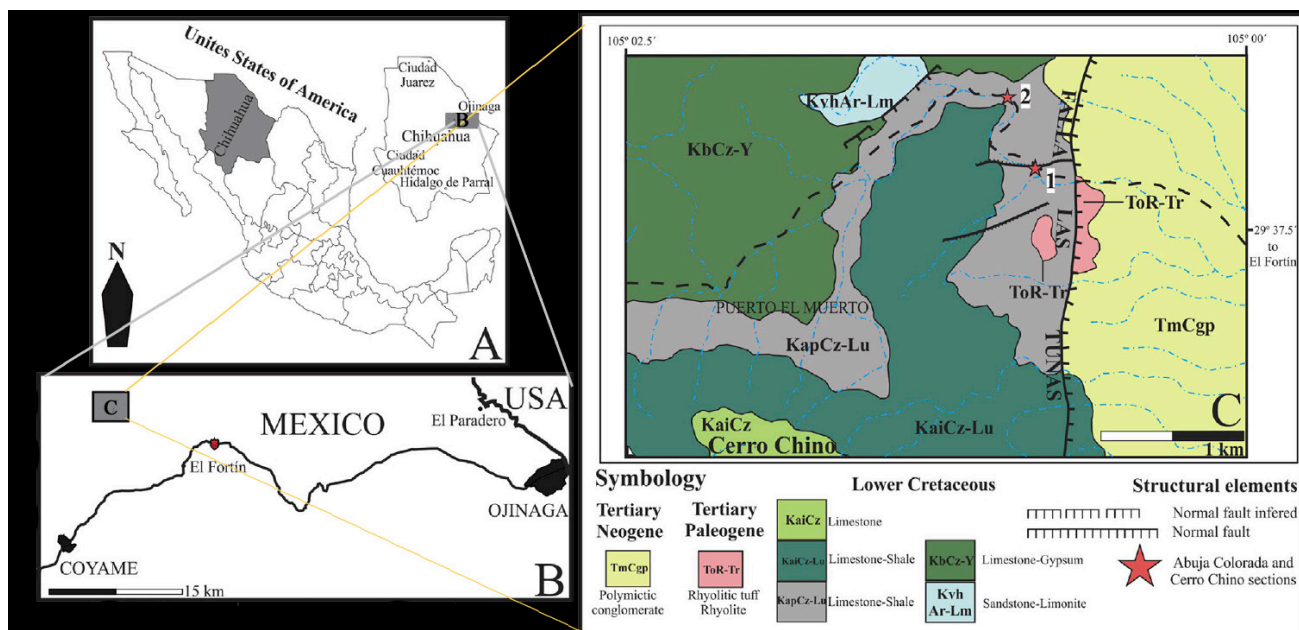 Unites States of America
Chihuahua
N
A
Ciudad
Juarez
Ojinaga
B
Chihuahua
Ciudad
Cuauhtémoc
Hidalgo de Parral
C
USA
El Paradero
MEXICO
El Fortín
OJINAGA
COYAME
15 km
B
105° 02.5'
105° 00'
KvhAr-Lm
2
KbCz-Y
1
FALLA LAS TUNAS
ToR-Tr
29° 37.5'
to
El Fortín
ToR-Tr
PUERTO EL MUERTO
TmCgp
KapCz-Lu
C
KaiCz
KaiCz-Lu
Cerro Chino
1 km
Symbology
Tertiary
Neogene
TmCgp
Polymictic
conglomerate
Tertiary
Paleogene
ToR-Tr
Rhyolitic tuff
Rhyolite
Lower Cretaceous
KaiCz
Limestone
KaiCz-Lu
Limestone-Shale
KapCz-Lu
Limestone-Shale
KbCz-Y
Limestone-Gypsum
Kvh
Ar-Lm
Sandstone-Limonite
Structural elements
Normal fault infered
Normal fault
Abuja Colorada and
Cerro Chino sections